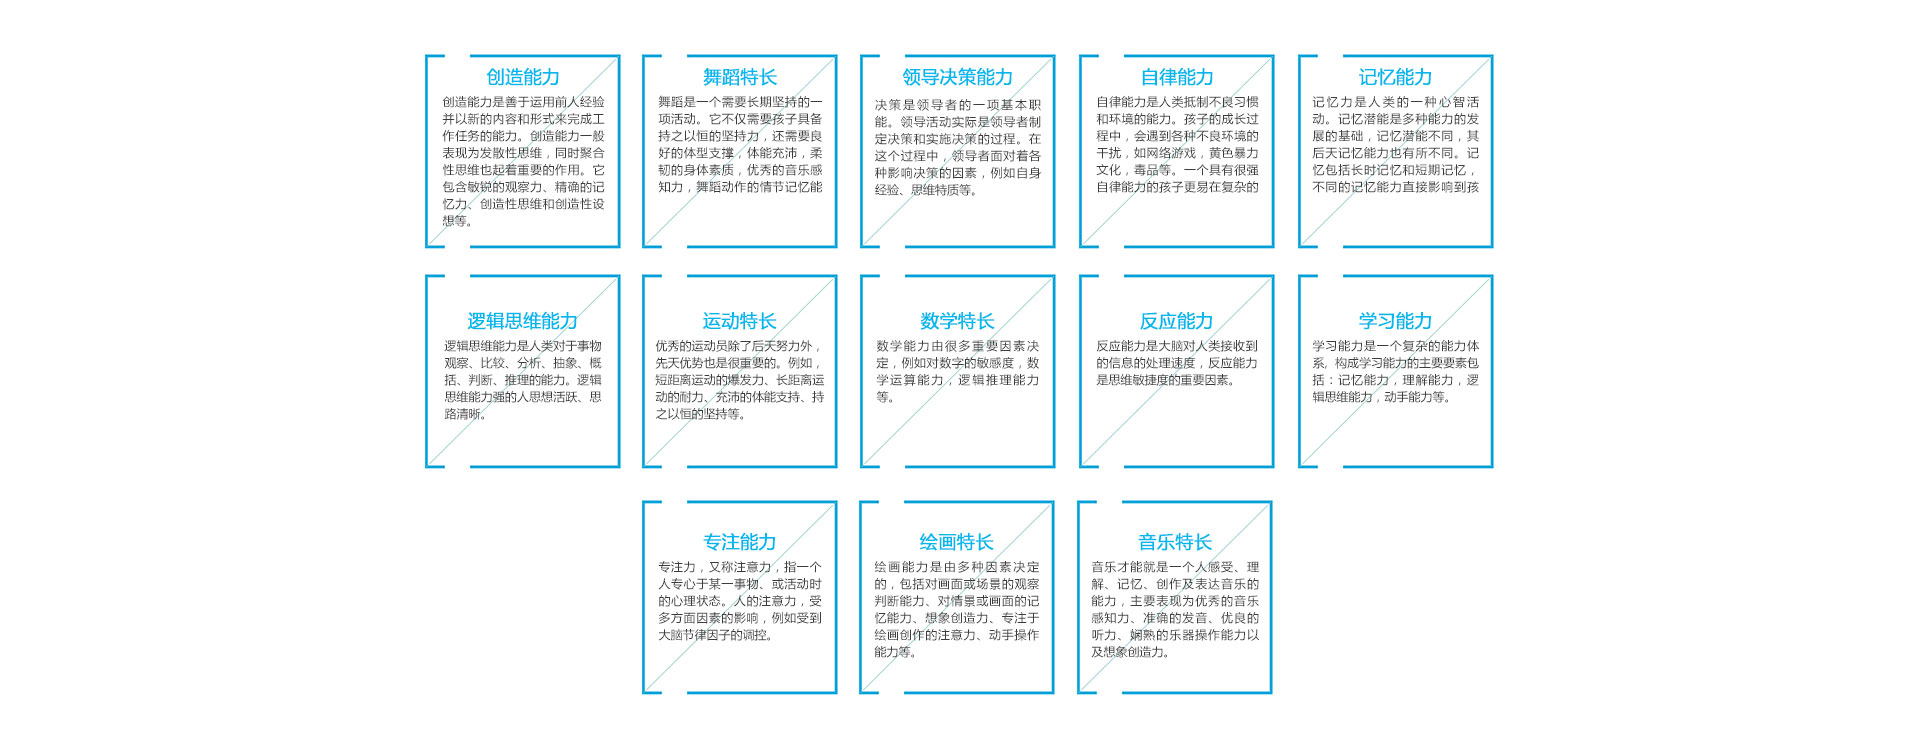 创造能力
创造能力是善于运用前人经验
并以新的内容和形式来完成工
作任务的能力。创造能力一般
表现为发散性思维，同时聚合
性思维也起着重要的作用。它
包含敏锐的观察力、精确的记
忆力、创造性思维和创造性设
想等。
舞蹈特长
舞蹈是一个需要长期坚持的一
项活动。它不仅需要孩子具备
持之以恒的坚持力，还需要良
好的体型支撑，体能充沛，柔
韧的身体素质，优秀的音乐感
知力，舞蹈动作的情节记忆能
领导决策能力
决策是领导者的一项基本职
能。领导活动实际是领导者制
定决策和实施决策的过程。在
这个过程中，领导者面对着各
种影响决策的因素，例如自身
经验、思维特质等。
自律能力
自律能力是人类抵制不良习惯
和环境的能力。孩子的成长过
程中，会遇到各种不良环境的
干扰，如网络游戏，黄色暴力
文化，毒品等。一个具有很强
自律能力的孩子更易在复杂的
记忆能力
记忆力是人类的一种心智活
动。记忆潜能是多种能力的发
展的基础，记忆潜能不同，其
后天记忆能力也有所不同。记
忆包括长时记忆和短期记忆，
不同的记忆能力直接影响到孩
逻辑思维能力
逻辑思维能力是人类对于事物
观察、比较、分析、抽象、概
括、判断、推理的能力。逻辑
思维能力强的人思想活跃、思
路清晰。
运动特长
优秀的运动员除了后天努力外，
先天优势也是很重要的。例如，
短距离运动的爆发力、长距离运
动的耐力、充沛的体能支持、持
之以恒的坚持等。
数学特长
数学能力由很多重要因素决
定，例如对数字的敏感度，数
学运算能力，逻辑推理能力
等。
反应能力
反应能力是大脑对人类接收到
的信息的处理速度，反应能力
是思维敏捷度的重要因素。
学习能力
学习能力是一个复杂的能力体
系, 构成学习能力的主要要素包
括：记忆能力，理解能力，逻
辑思维能力，动手能力等。
专注能力
专注力，又称注意力，指一个
人专心于某一事物、或活动时
的心理状态。人的注意力，受
多方面因素的影响，例如受到
大脑节律因子的调控。
绘画特长
绘画能力是由多种因素决定
的，包括对画面或场景的观察
判断能力、对情景或画面的记
忆能力、想象创造力、专注于
绘画创作的注意力、动手操作
能力等。
音乐特长
音乐才能就是一个人感受、理
解、记忆、创作及表达音乐的
能力，主要表现为优秀的音乐
感知力、准确的发音、优良的
听力、娴熟的乐器操作能力以
及想象创造力。